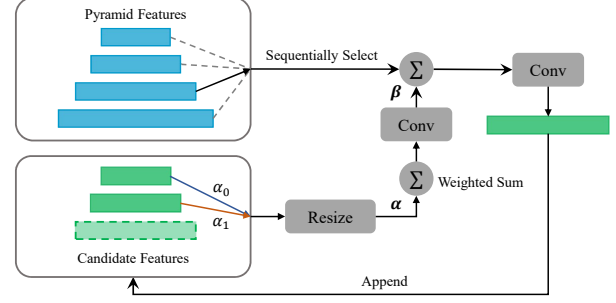 Pyramid Features
Sequentially Select
Σ
Conv
β
Conv
α₀
α₁
Σ
Weighted Sum
Resize
α
Candidate Features
Append